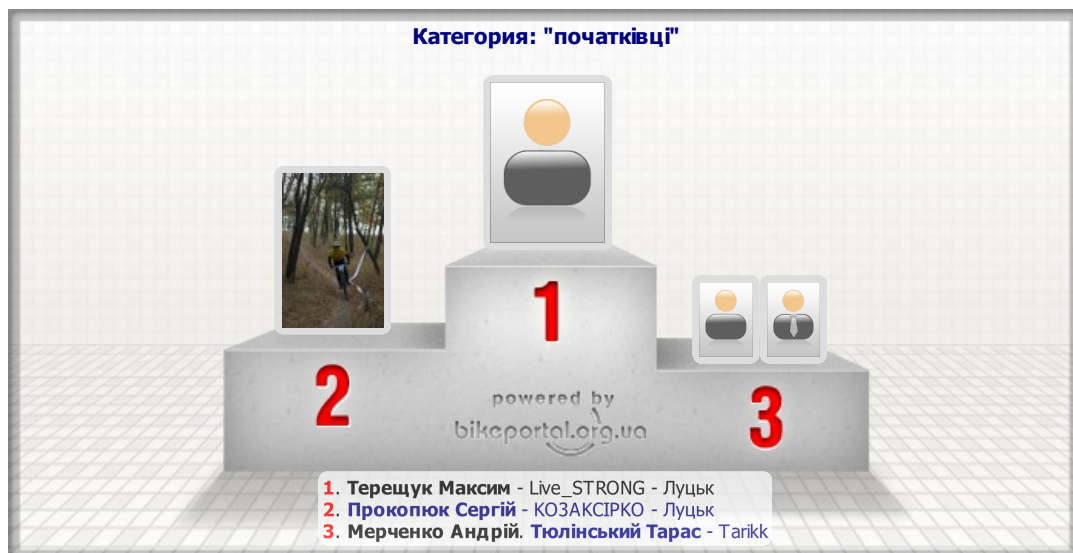 Категория: "початківці"
1
2
3
powered by
bikeportal.org.ua
1. Терещук Максим - Live_STRONG - Луцьк
2. Прокопюк Сергій - КОЗАКСІРКО - Луцьк
3. Мерченко Андрій. Тюлінський Тарас - Tarikk